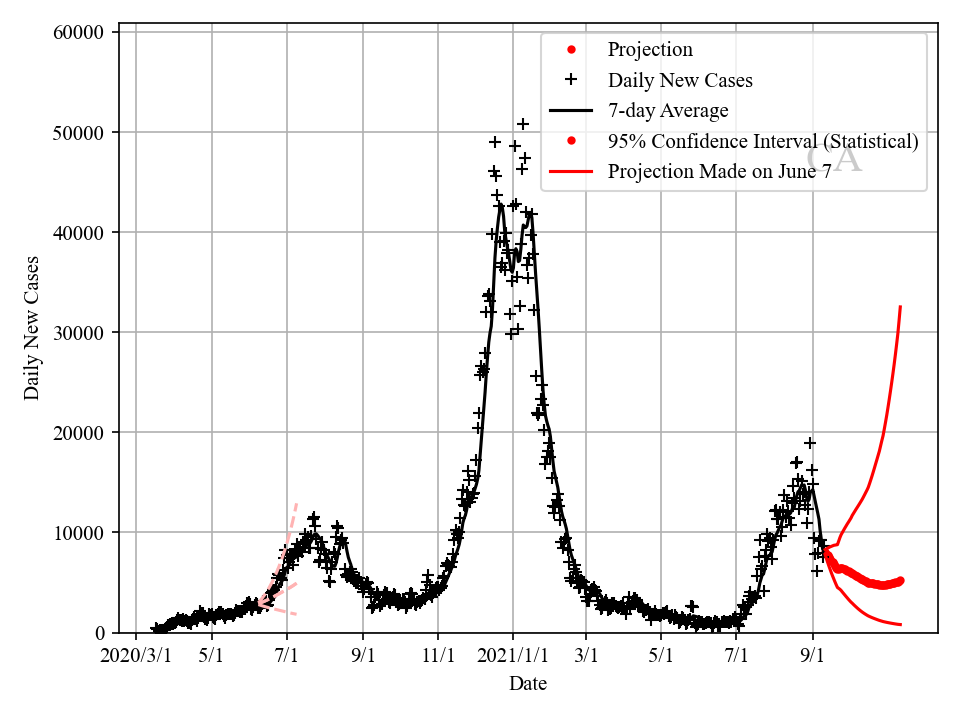 60000
50000
40000
30000
20000
10000
0
Daily New Cases
Projection
Daily New Cases
7-day Average
95% Confidence Interval (Statistical)
CA
Projection Made on June 7
2020/3/1 5/1 7/1 9/1 11/1 2021/1/1 3/1 5/1 7/1 9/1
Date